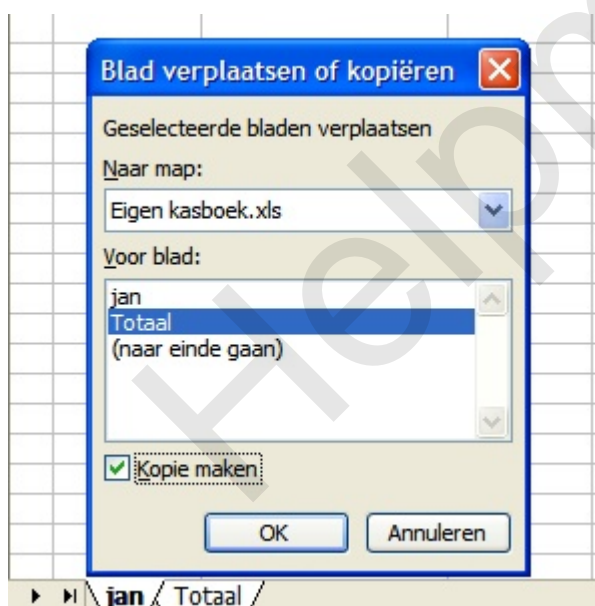 Blad verplaatsen of kopiëren
Geselecteerde bladen verplaatsen
Naar map:
Eigen kasboek.xls
Voor blad:
jan
Totaal
(naar einde gaan)
Kopie maken
OK Annuleren
jan Totaal
Help